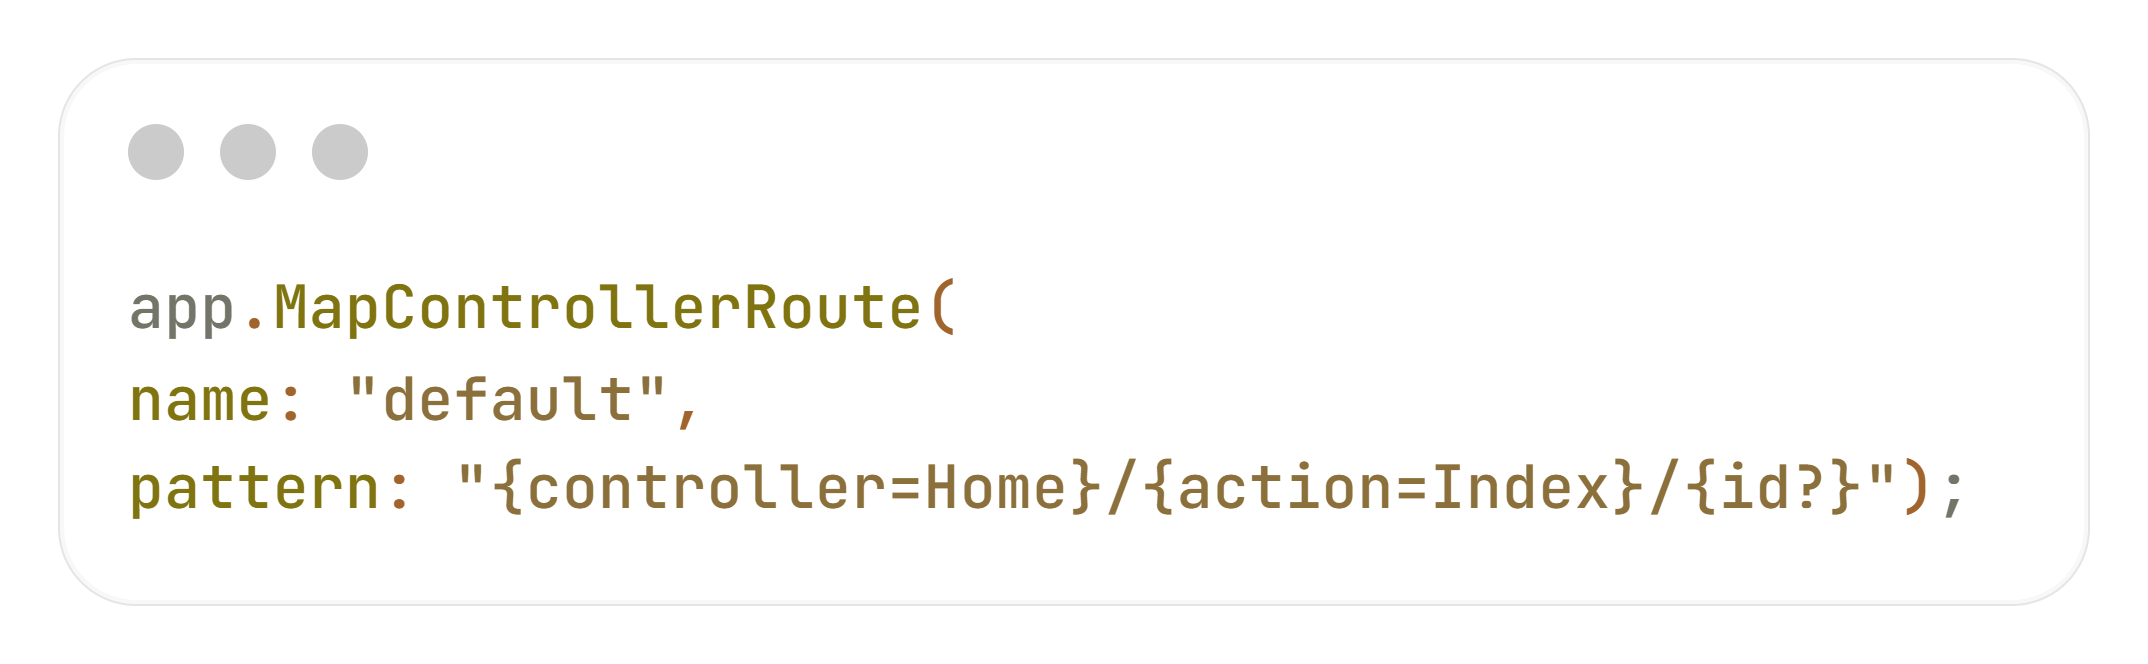 app.MapControllerRoute(
name: "default",
pattern: "{controller=Home}/{action=Index}/{id?}");